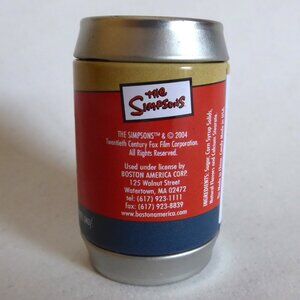 THE
SIMPSONS
THE SIMPSONS™ & © 2004
Twentieth Century Fox Film Corporation.
All Rights Reserved.
Used under license by
BOSTON AMERICA CORP.
125 Walnut Street
Watertown, MA 02472
tel: (617) 923-1111
fax: (617) 923-8839
www.bostonamerica.com
INGREDIENTS: Sugar, Corn Syrup Solids,